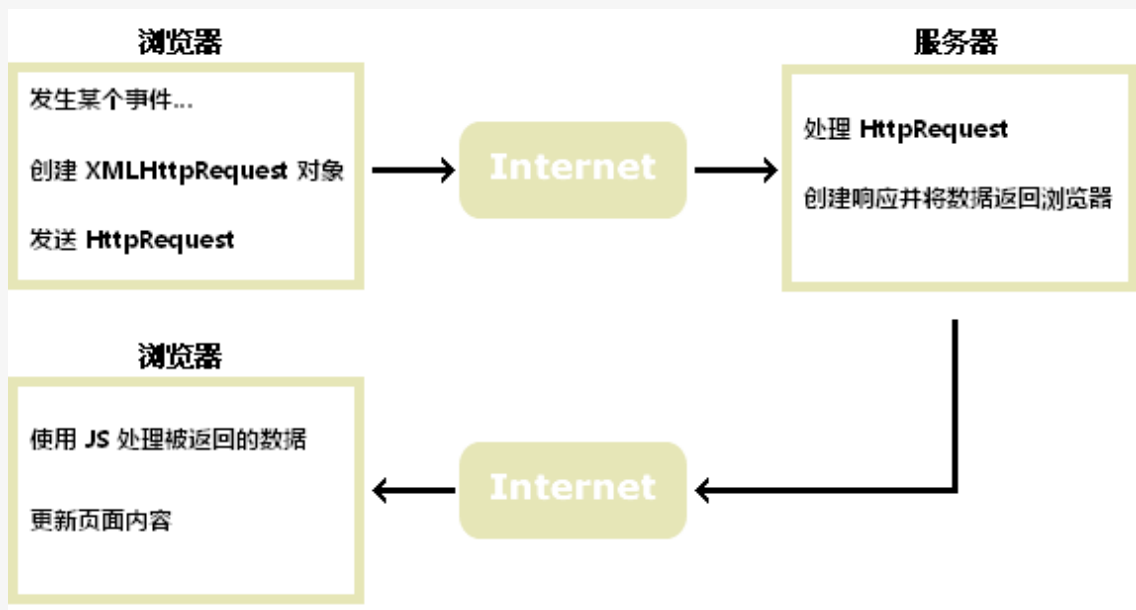 浏览器
发生某个事件...
创建 XMLHttpRequest 对象
发送 HttpRequest
Internet
服务器
处理 HttpRequest
创建响应并将数据返回浏览器
浏览器
使用 JS 处理被返回的数据
更新页面内容
Internet